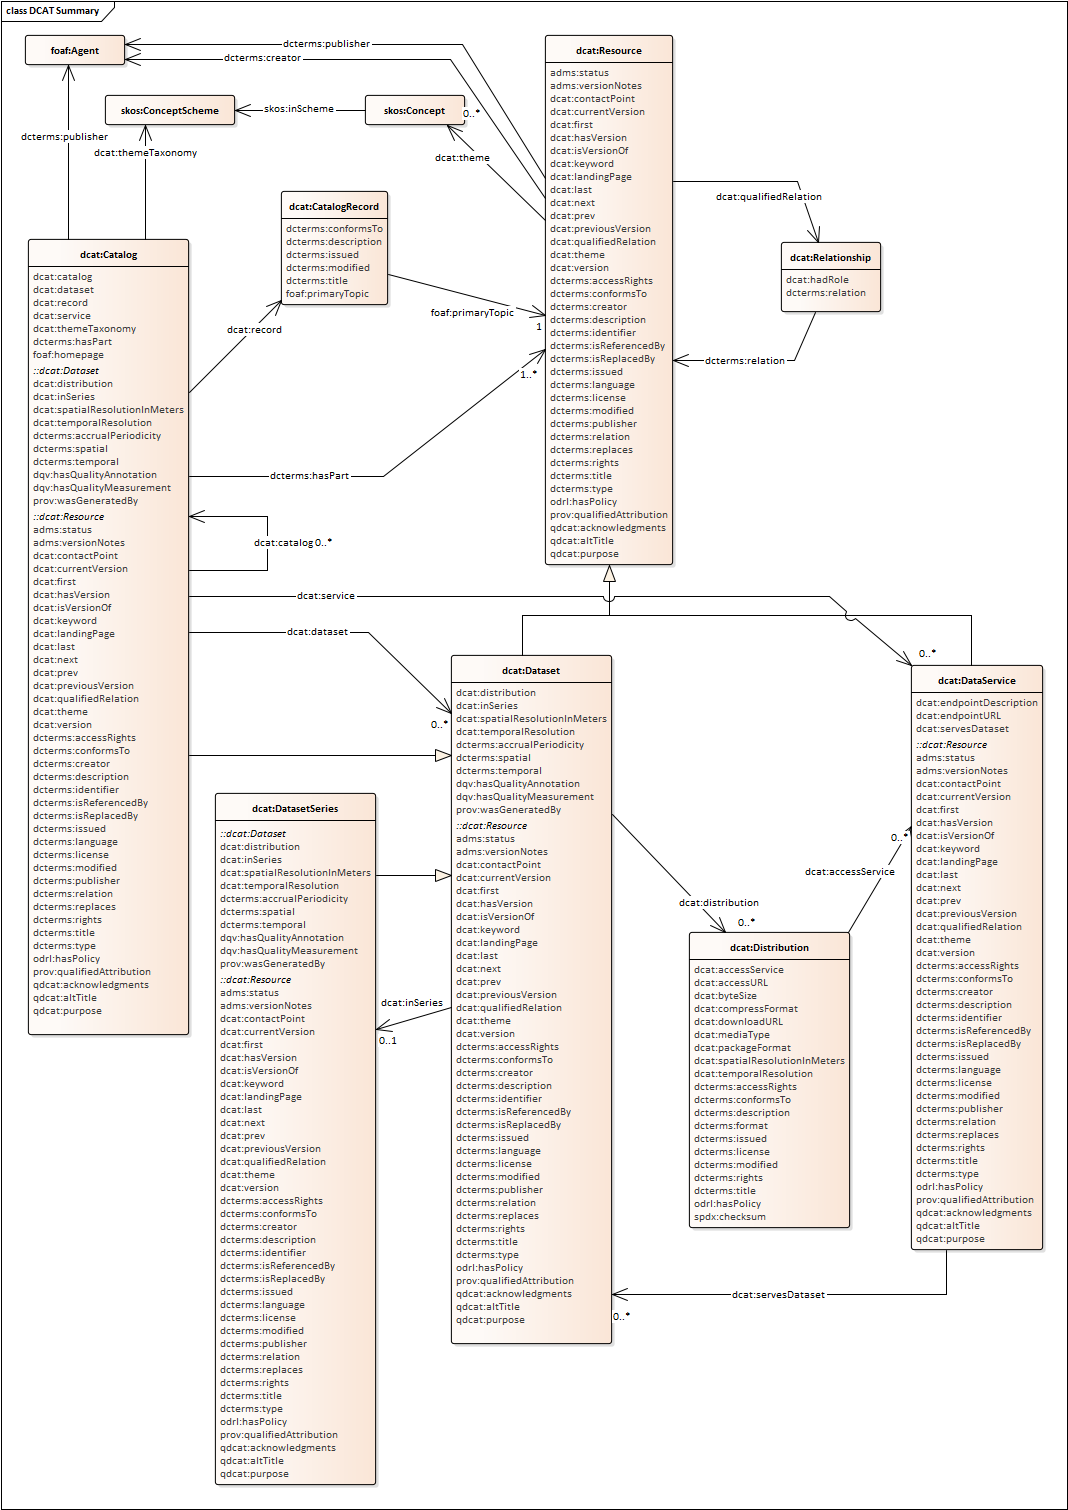 class DCAT Summary
foaf:Agent
dcterms:publisher
dcterms:creator
skos:ConceptScheme
skos:inScheme
skos:Concept
0..*
dcterms:publisher
dcat:themeTaxonomy
dcat:theme
dcat:Resource
adms:status
adms:versionNotes
dcat:contactPoint
dcat:currentVersion
dcat:first
dcat:hasVersion
dcat:isVersionOf
dcat:keyword
dcat:landingPage
dcat:last
dcat:next
dcat:prev
dcat:previousVersion
dcat:qualifiedRelation
dcat:theme
dcat:version
dcterms:accessRights
dcterms:conformsTo
dcterms:creator
dcterms:description
dcterms:identifier
dcterms:isReferencedBy
dcterms:isReplacedBy
dcterms:issued
dcterms:language
dcterms:license
dcterms:modified
dcterms:publisher
dcterms:relation
dcterms:replaces
dcterms:rights
dcterms:title
dcterms:type
odrl:hasPolicy
prov:qualifiedAttribution
qdcat:acknowledgments
qdcat:altTitle
qdcat:purpose
dcat:qualifiedRelation
dcat:Relationship
dcat:hadRole
dcterms:relation
dcterms:relation
dcat:CatalogRecord
dcterms:conformsTo
dcterms:description
dcterms:issued
dcterms:modified
dcterms:title
foaf:primaryTopic
foaf:primaryTopic
1
dcat:record
1..*
dcterms:hasPart
dcat:Catalog
dcat:catalog
dcat:dataset
dcat:record
dcat:service
dcat:themeTaxonomy
dcterms:hasPart
foaf:homepage
::dcat:Dataset
dcat:distribution
dcat:inSeries
dcat:spatialResolutionInMeters
dcat:temporalResolution
dcterms:accrualPeriodicity
dcterms:spatial
dcterms:temporal
dqv:hasQualityAnnotation
dqv:hasQualityMeasurement
prov:wasGeneratedBy
::dcat:Resource
adms:status
adms:versionNotes
dcat:contactPoint
dcat:currentVersion
dcat:first
dcat:hasVersion
dcat:isVersionOf
dcat:keyword
dcat:landingPage
dcat:last
dcat:next
dcat:prev
dcat:previousVersion
dcat:qualifiedRelation
dcat:theme
dcat:version
dcterms:accessRights
dcterms:conformsTo
dcterms:creator
dcterms:description
dcterms:identifier
dcterms:isReferencedBy
dcterms:isReplacedBy
dcterms:issued
dcterms:language
dcterms:license
dcterms:modified
dcterms:publisher
dcterms:relation
dcterms:replaces
dcterms:rights
dcterms:title
dcterms:type
odrl:hasPolicy
prov:qualifiedAttribution
qdcat:acknowledgments
qdcat:altTitle
qdcat:purpose
dcat:catalog 0..*
dcat:service
0..*
dcat:dataset
0..*
dcat:DatasetSeries
::dcat:Dataset
dcat:distribution
dcat:inSeries
dcat:spatialResolutionInMeters
dcat:temporalResolution
dcterms:accrualPeriodicity
dcterms:spatial
dcterms:temporal
dqv:hasQualityAnnotation
dqv:hasQualityMeasurement
prov:wasGeneratedBy
::dcat:Resource
adms:status
adms:versionNotes
dcat:contactPoint
dcat:currentVersion
dcat:first
dcat:hasVersion
dcat:isVersionOf
dcat:keyword
dcat:landingPage
dcat:last
dcat:next
dcat:prev
dcat:previousVersion
dcat:qualifiedRelation
dcat:theme
dcat:version
dcterms:accessRights
dcterms:conformsTo
dcterms:creator
dcterms:description
dcterms:identifier
dcterms:isReferencedBy
dcterms:isReplacedBy
dcterms:issued
dcterms:language
dcterms:license
dcterms:modified
dcterms:publisher
dcterms:relation
dcterms:replaces
dcterms:rights
dcterms:title
dcterms:type
odrl:hasPolicy
prov:qualifiedAttribution
qdcat:acknowledgments
qdcat:altTitle
qdcat:purpose
dcat:inSeries
0..1
dcat:Dataset
dcat:distribution
dcat:inSeries
dcat:spatialResolutionInMeters
dcat:temporalResolution
dcterms:accrualPeriodicity
dcterms:spatial
dcterms:temporal
dqv:hasQualityAnnotation
dqv:hasQualityMeasurement
prov:wasGeneratedBy
::dcat:Resource
adms:status
adms:versionNotes
dcat:contactPoint
dcat:currentVersion
dcat:first
dcat:hasVersion
dcat:isVersionOf
dcat:keyword
dcat:landingPage
dcat:last
dcat:next
dcat:prev
dcat:previousVersion
dcat:qualifiedRelation
dcat:theme
dcat:version
dcterms:accessRights
dcterms:conformsTo
dcterms:creator
dcterms:description
dcterms:identifier
dcterms:isReferencedBy
dcterms:isReplacedBy
dcterms:issued
dcterms:language
dcterms:license
dcterms:modified
dcterms:publisher
dcterms:relation
dcterms:replaces
dcterms:rights
dcterms:title
dcterms:type
odrl:hasPolicy
prov:qualifiedAttribution
qdcat:acknowledgments
qdcat:altTitle
qdcat:purpose
dcat:distribution
0..*
dcat:Distribution
dcat:accessService
dcat:accessURL
dcat:byteSize
dcat:compressFormat
dcat:downloadURL
dcat:mediaType
dcat:packageFormat
dcat:spatialResolutionInMeters
dcat:temporalResolution
dcterms:accessRights
dcterms:conformsTo
dcterms:description
dcterms:format
dcterms:issued
dcterms:license
dcterms:modified
dcterms:rights
dcterms:title
odrl:hasPolicy
spdx:checksum
0..*
dcat:accessService
dcat:DataService
dcat:endpointDescription
dcat:endpointURL
dcat:servesDataset
::dcat:Resource
adms:status
adms:versionNotes
dcat:contactPoint
dcat:currentVersion
dcat:first
dcat:hasVersion
dcat:isVersionOf
dcat:keyword
dcat:landingPage
dcat:last
dcat:next
dcat:prev
dcat:previousVersion
dcat:qualifiedRelation
dcat:theme
dcat:version
dcterms:accessRights
dcterms:conformsTo
dcterms:creator
dcterms:description
dcterms:identifier
dcterms:isReferencedBy
dcterms:isReplacedBy
dcterms:issued
dcterms:language
dcterms:license
dcterms:modified
dcterms:publisher
dcterms:relation
dcterms:replaces
dcterms:rights
dcterms:title
dcterms:type
odrl:hasPolicy
prov:qualifiedAttribution
qdcat:acknowledgments
qdcat:altTitle
qdcat:purpose
dcat:servesDataset
0..*